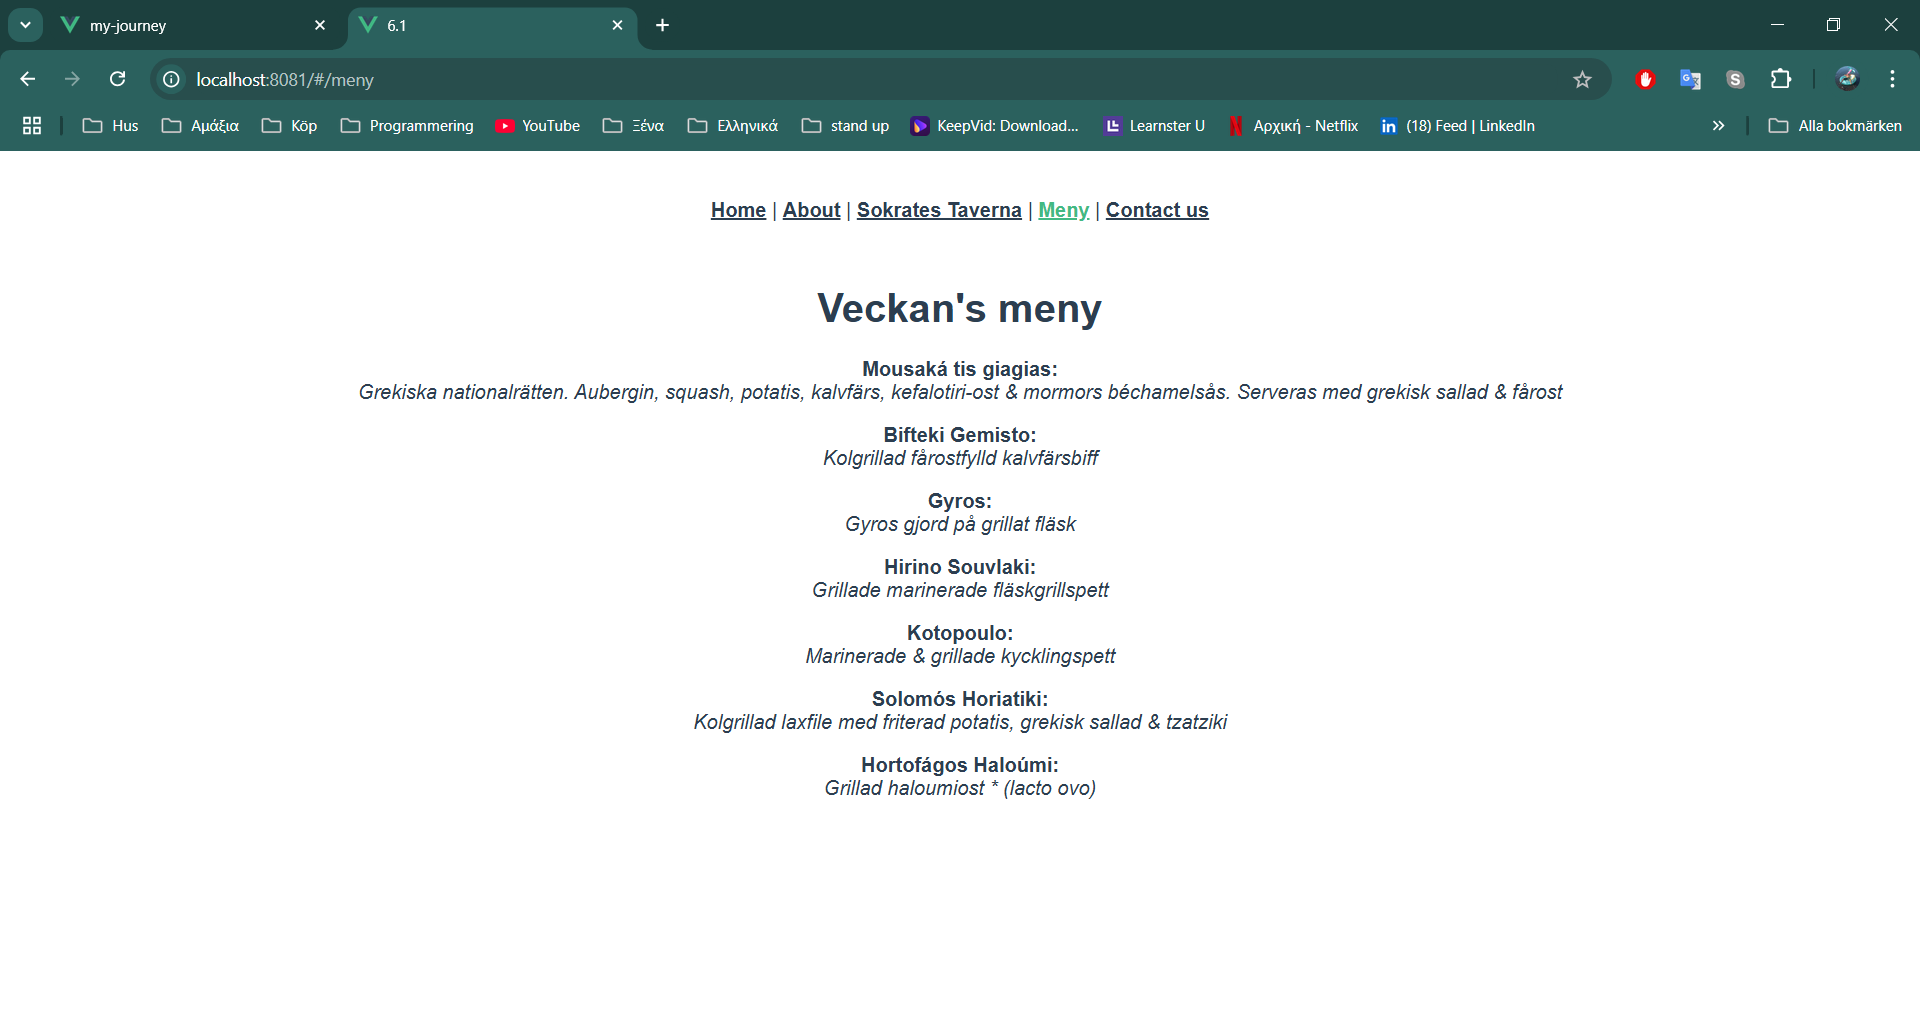 my-journey
6.1
localhost:8081/#/meny
Hus
Αμάξια
Köp
Programmering
YouTube
Ξένα
Ελληνικά
stand up
KeepVid: Download...
Learnster U
Αρχική - Netflix
(18) Feed | LinkedIn
Alla bokmärken
Home | About | Sokrates Taverna | Meny | Contact us
Veckan's meny
Mousaká tis giagias:
Grekiska nationalrätten. Aubergin, squash, potatis, kalvfärs, kefalotiri-ost & mormors béchamelsås. Serveras med grekisk sallad & fårost
Bifteki Gemisto:
Kolgrillad fårostfylld kalvfärsbiff
Gyros:
Gyros gjord på grillat fläsk
Hirino Souvlaki:
Grillade marinerade fläskgrillspett
Kotopoulo:
Marinerade & grillade kycklingspett
Solomós Horiatiki:
Kolgrillad laxfile med friterad potatis, grekisk sallad & tzatziki
Hortofágos Haloúmi:
Grillad haloumiost * (lacto ovo)